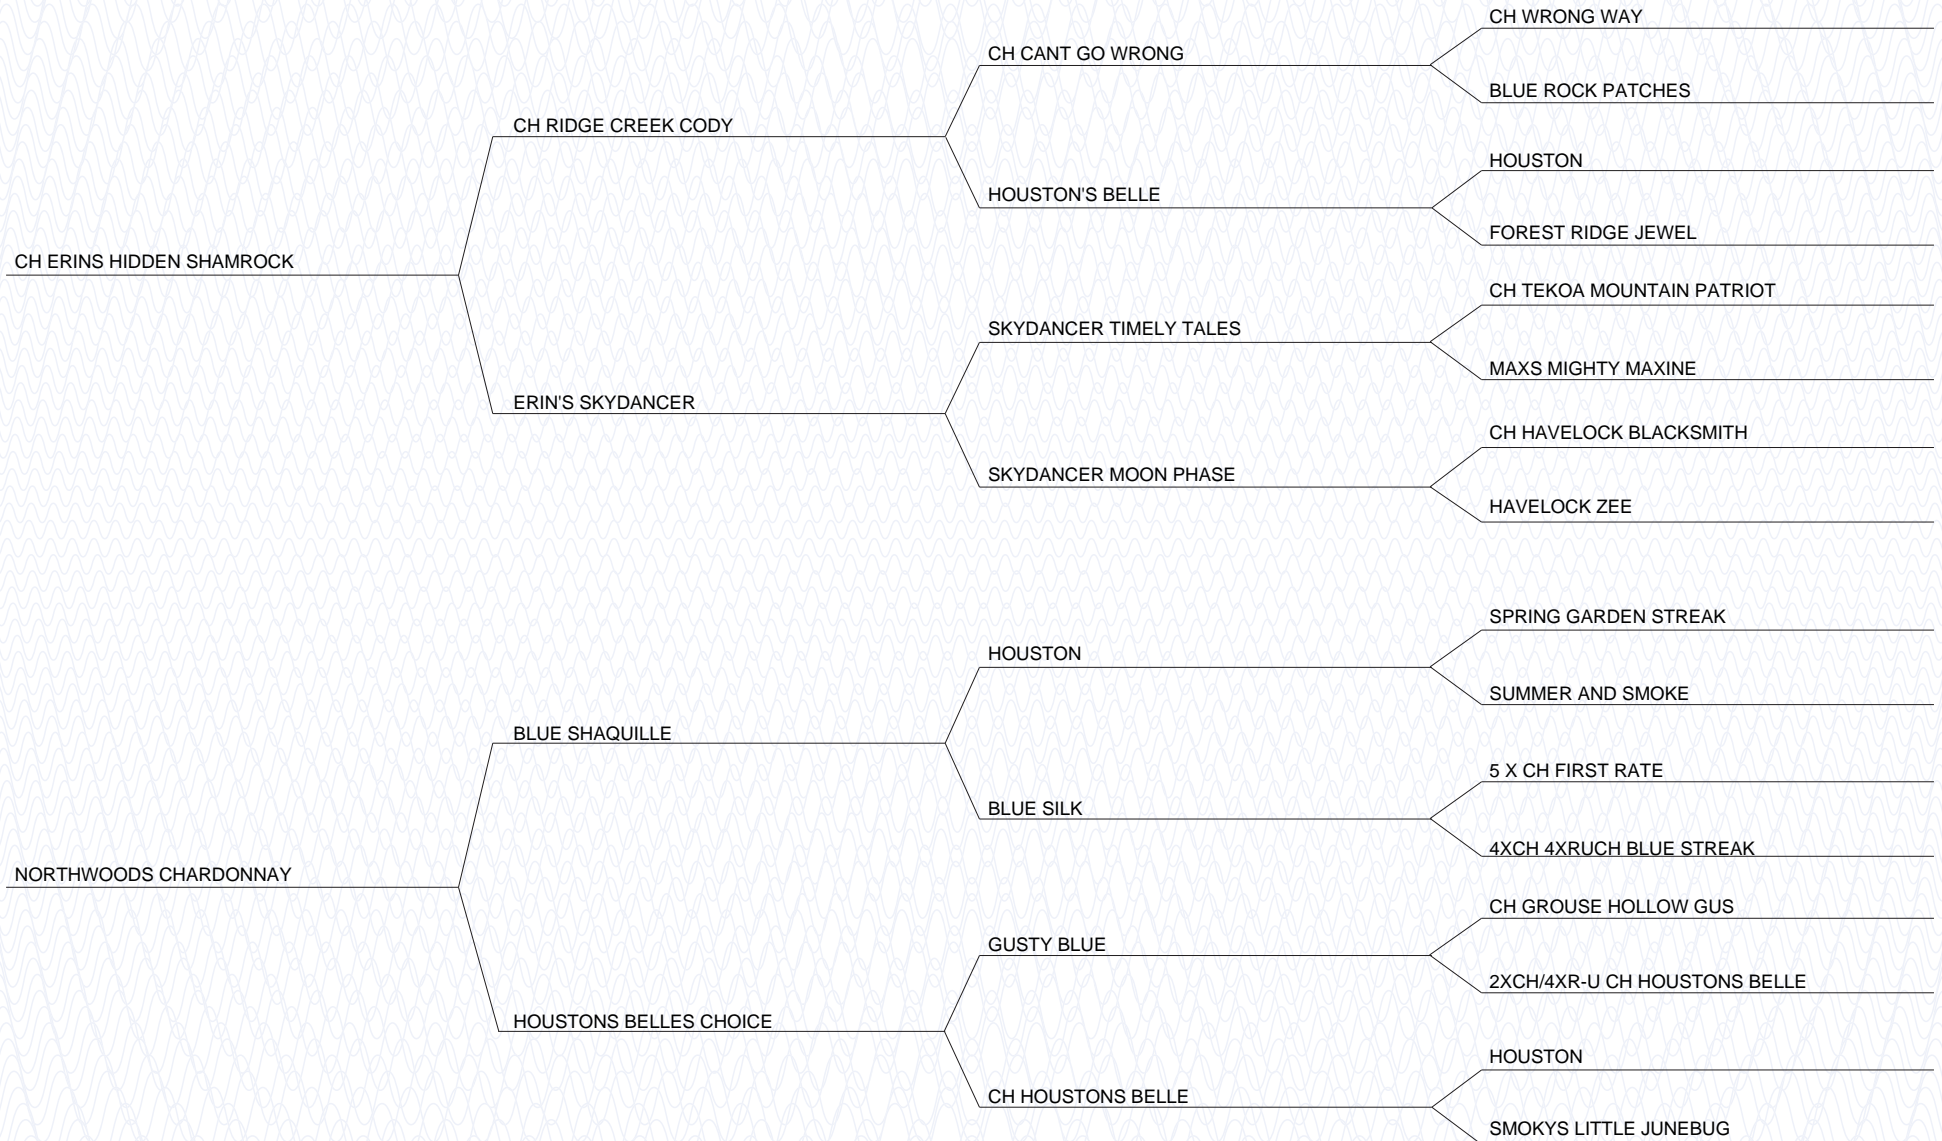 CH WRONG WAY
CH CANT GO WRONG
BLUE ROCK PATCHES
CH RIDGE CREEK CODY
HOUSTON
HOUSTON'S BELLE
FOREST RIDGE JEWEL
CH ERINS HIDDEN SHAMROCK
CH TEKOA MOUNTAIN PATRIOT
SKYDANCER TIMELY TALES
MAXS MIGHTY MAXINE
ERIN'S SKYDANCER
CH HAVELOCK BLACKSMITH
SKYDANCER MOON PHASE
HAVELOCK ZEE
SPRING GARDEN STREAK
HOUSTON
SUMMER AND SMOKE
BLUE SHAQUILLE
5 X CH FIRST RATE
BLUE SILK
4XCH 4XRUCH BLUE STREAK
NORTHWOODS CHARDONNAY
CH GROUSE HOLLOW GUS
GUSTY BLUE
2XCH/4XR-U CH HOUSTONS BELLE
HOUSTONS BELLES CHOICE
HOUSTON
CH HOUSTONS BELLE
SMOKYS LITTLE JUNEBUG